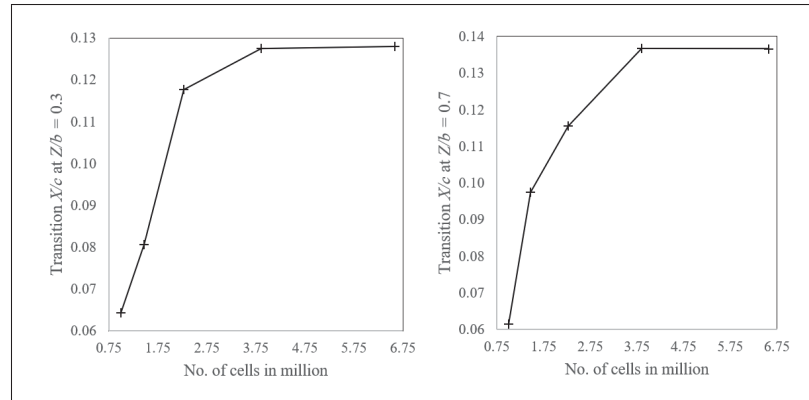 Transition X/c at Z/b = 0.3
0.13
0.12
0.11
0.10
0.09
0.08
0.07
0.06
0.75 1.75 2.75 3.75 4.75 5.75 6.75
No. of cells in million
Transition X/c at Z/b = 0.7
0.14
0.13
0.12
0.11
0.10
0.09
0.08
0.07
0.06
0.75 1.75 2.75 3.75 4.75 5.75 6.75
No. of cells in million